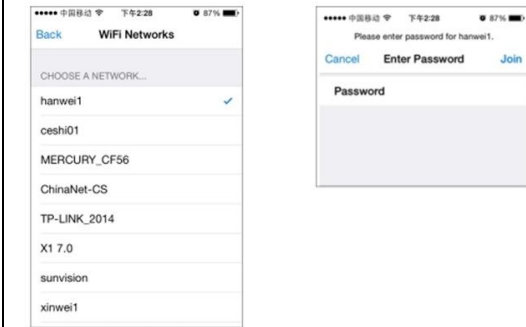 中国移动 下午2:28 87%
Back WiFi Networks
CHOOSE A NETWORK...
hanwei1
ceshi01
MERCURY_CF56
ChinaNet-CS
TP-LINK_2014
X1 7.0
sunvision
xinwei1
中国移动 下午2:28 87%
Please enter password for hanwei1.
Cancel Enter Password Join
Password